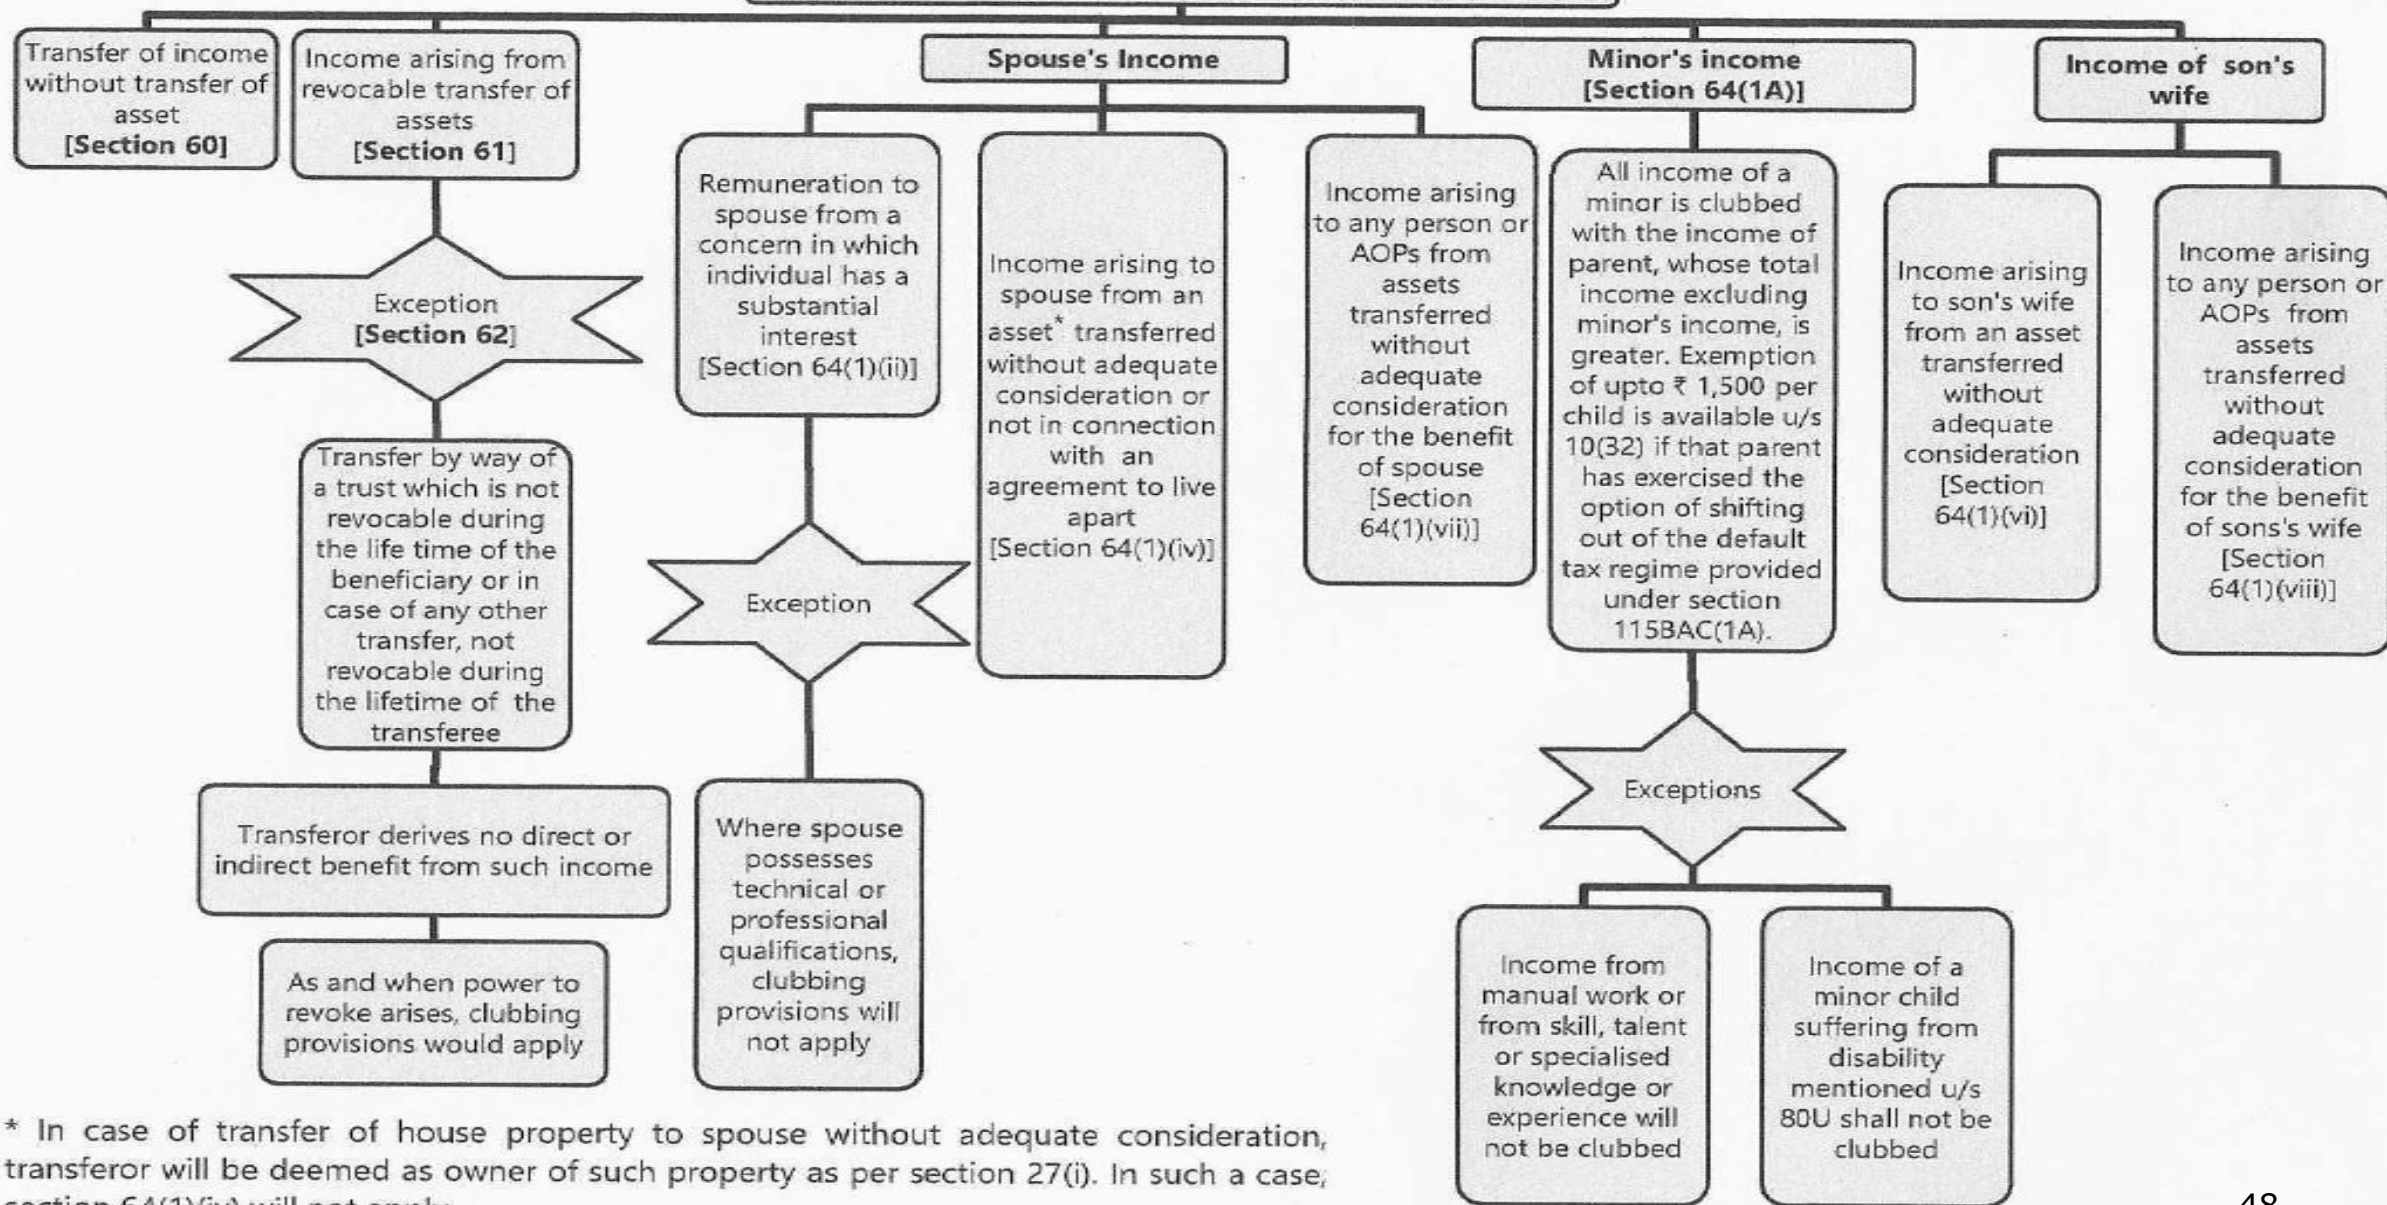 Transfer of income
without transfer of
asset
[Section 60]
Income arising from
revocable transfer of
assets
[Section 61]
Exception
[Section 62]
Transfer by way of
a trust which is not
revocable during
the life time of the
beneficiary or in
case of any other
transfer, not
revocable during
the lifetime of the
transferee
Transferor derives no direct or
indirect benefit from such income
As and when power to
revoke arises, clubbing
provisions would apply
Spouse's Income
Remuneration to
spouse from a
concern in which
individual has a
substantial
interest
[Section 64(1)(ii)]
Exception
Where spouse
possesses
technical or
professional
qualifications,
clubbing
provisions will
not apply
Income arising to
spouse from an
asset* transferred
without adequate
consideration or
not in connection
with an
agreement to live
apart
[Section 64(1)(iv)]
Income arising
to any person or
AOPs from
assets
transferred
without
adequate
consideration
for the benefit
of spouse
[Section
64(1)(vii)]
Minor's income
[Section 64(1A)]
All income of a
minor is clubbed
with the income of
parent, whose total
income excluding
minor's income, is
greater. Exemption
of upto ₹ 1,500 per
child is available u/s
10(32) if that parent
has exercised the
option of shifting
out of the default
tax regime provided
under section
115BAC(1A).
Exceptions
Income from
manual work or
from skill, talent
or specialised
knowledge or
experience will
not be clubbed
Income of a
minor child
suffering from
disability
mentioned u/s
80U shall not be
clubbed
Income of son's
wife
Income arising
to son's wife
from an asset
transferred
without
adequate
consideration
[Section
64(1)(vi)]
Income arising
to any person or
AOPs from
assets
transferred
without
adequate
consideration
for the benefit
of sons's wife
[Section
64(1)(viii)]
* In case of transfer of house property to spouse without adequate consideration,
transferor will be deemed as owner of such property as per section 27(i). In such a case,
section 64(1)(iv) will not apply
48